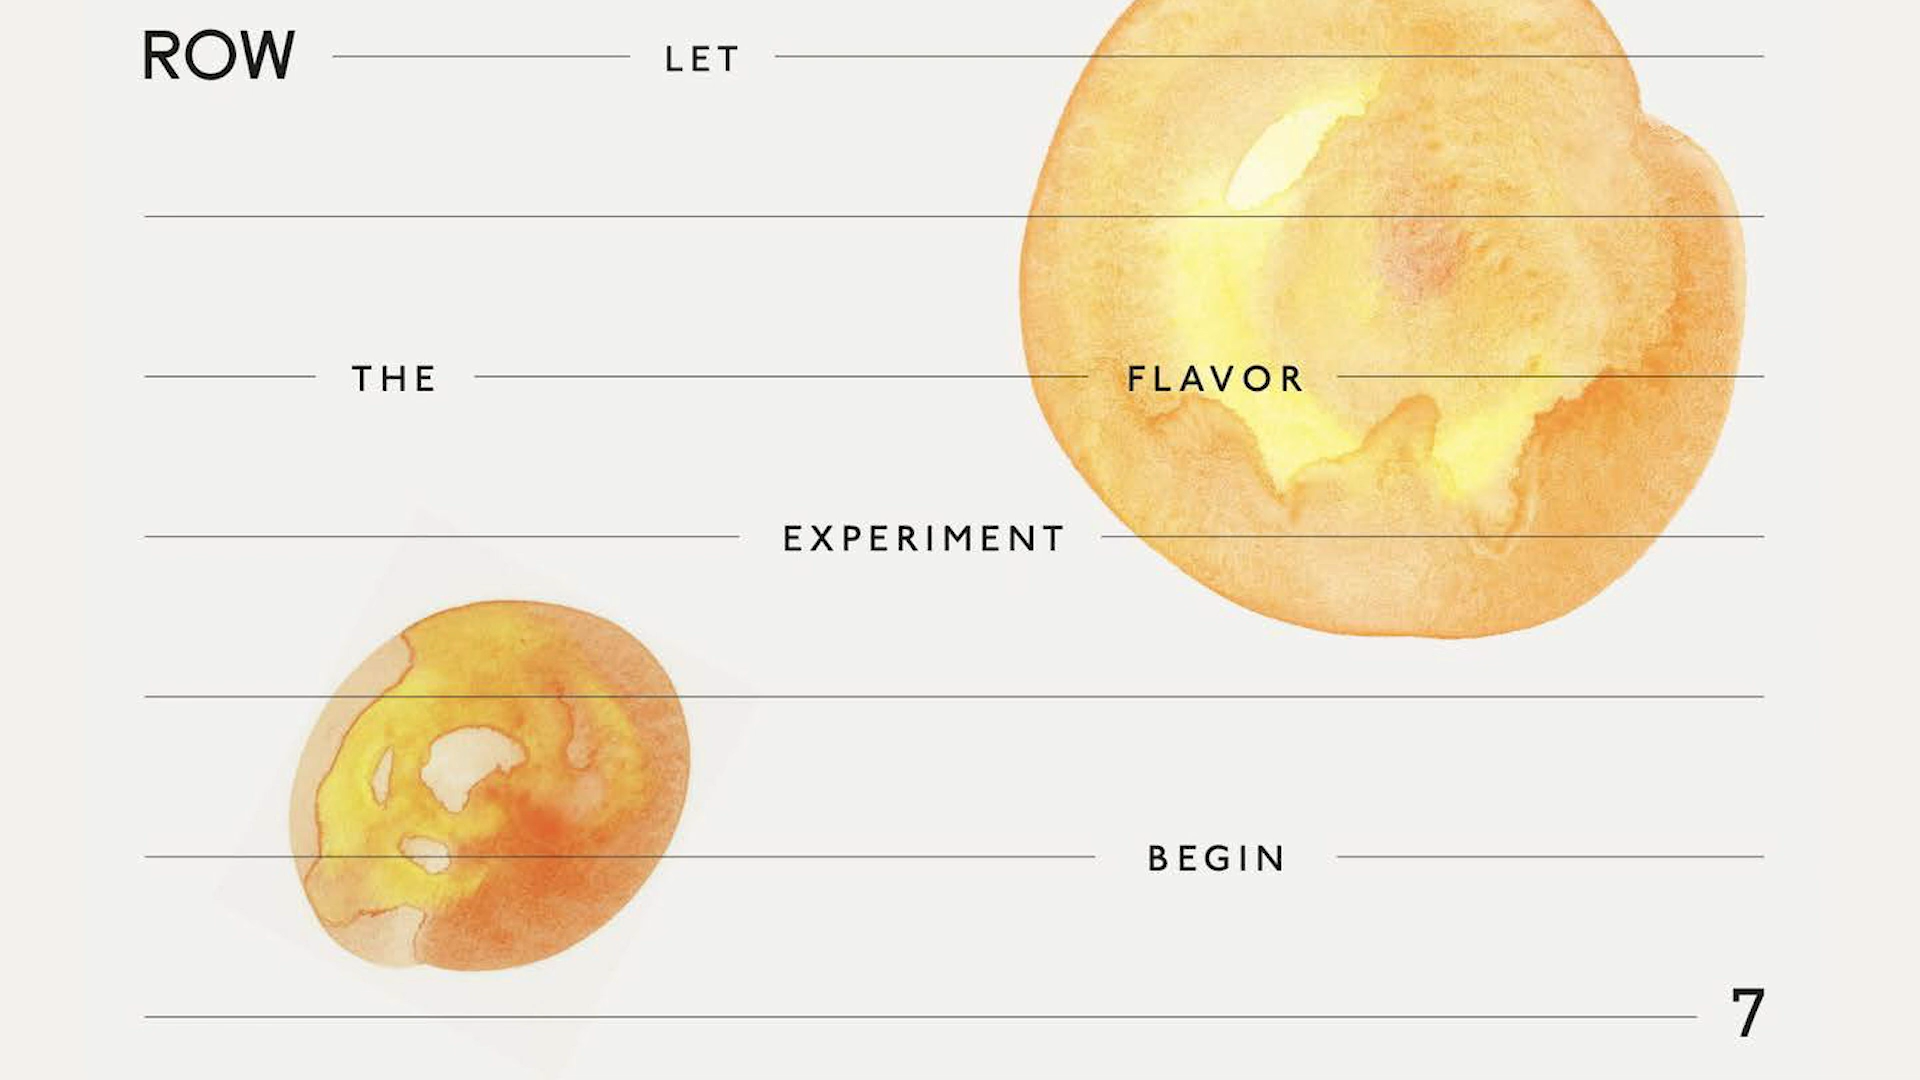 ROW LET
THE FLAVOR
EXPERIMENT
BEGIN
7